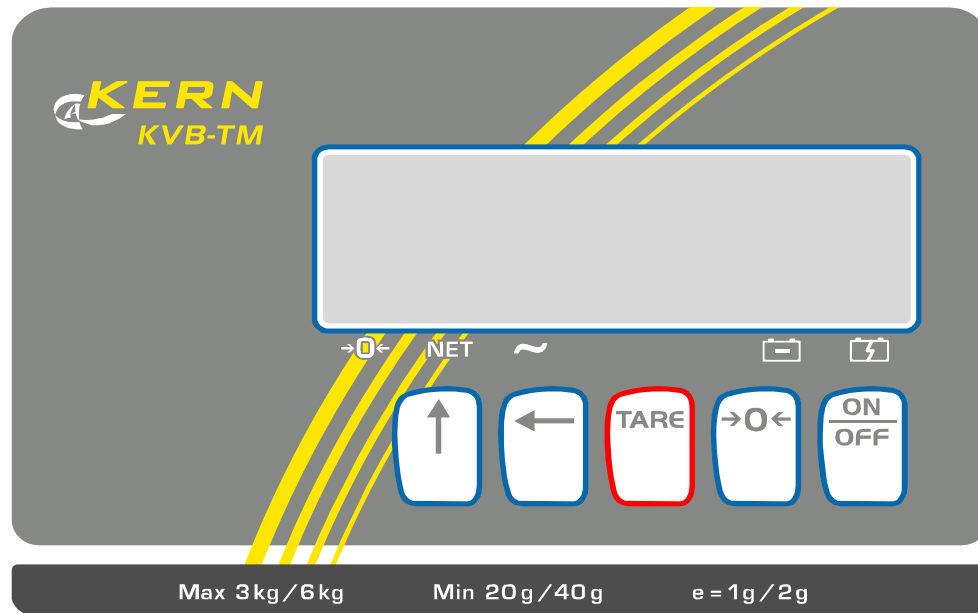 KERN
KVB-TM
→0← NET ~
TARE →0← ON
OFF
Max 3kg/6kg Min 20g/40g e=1g/2g